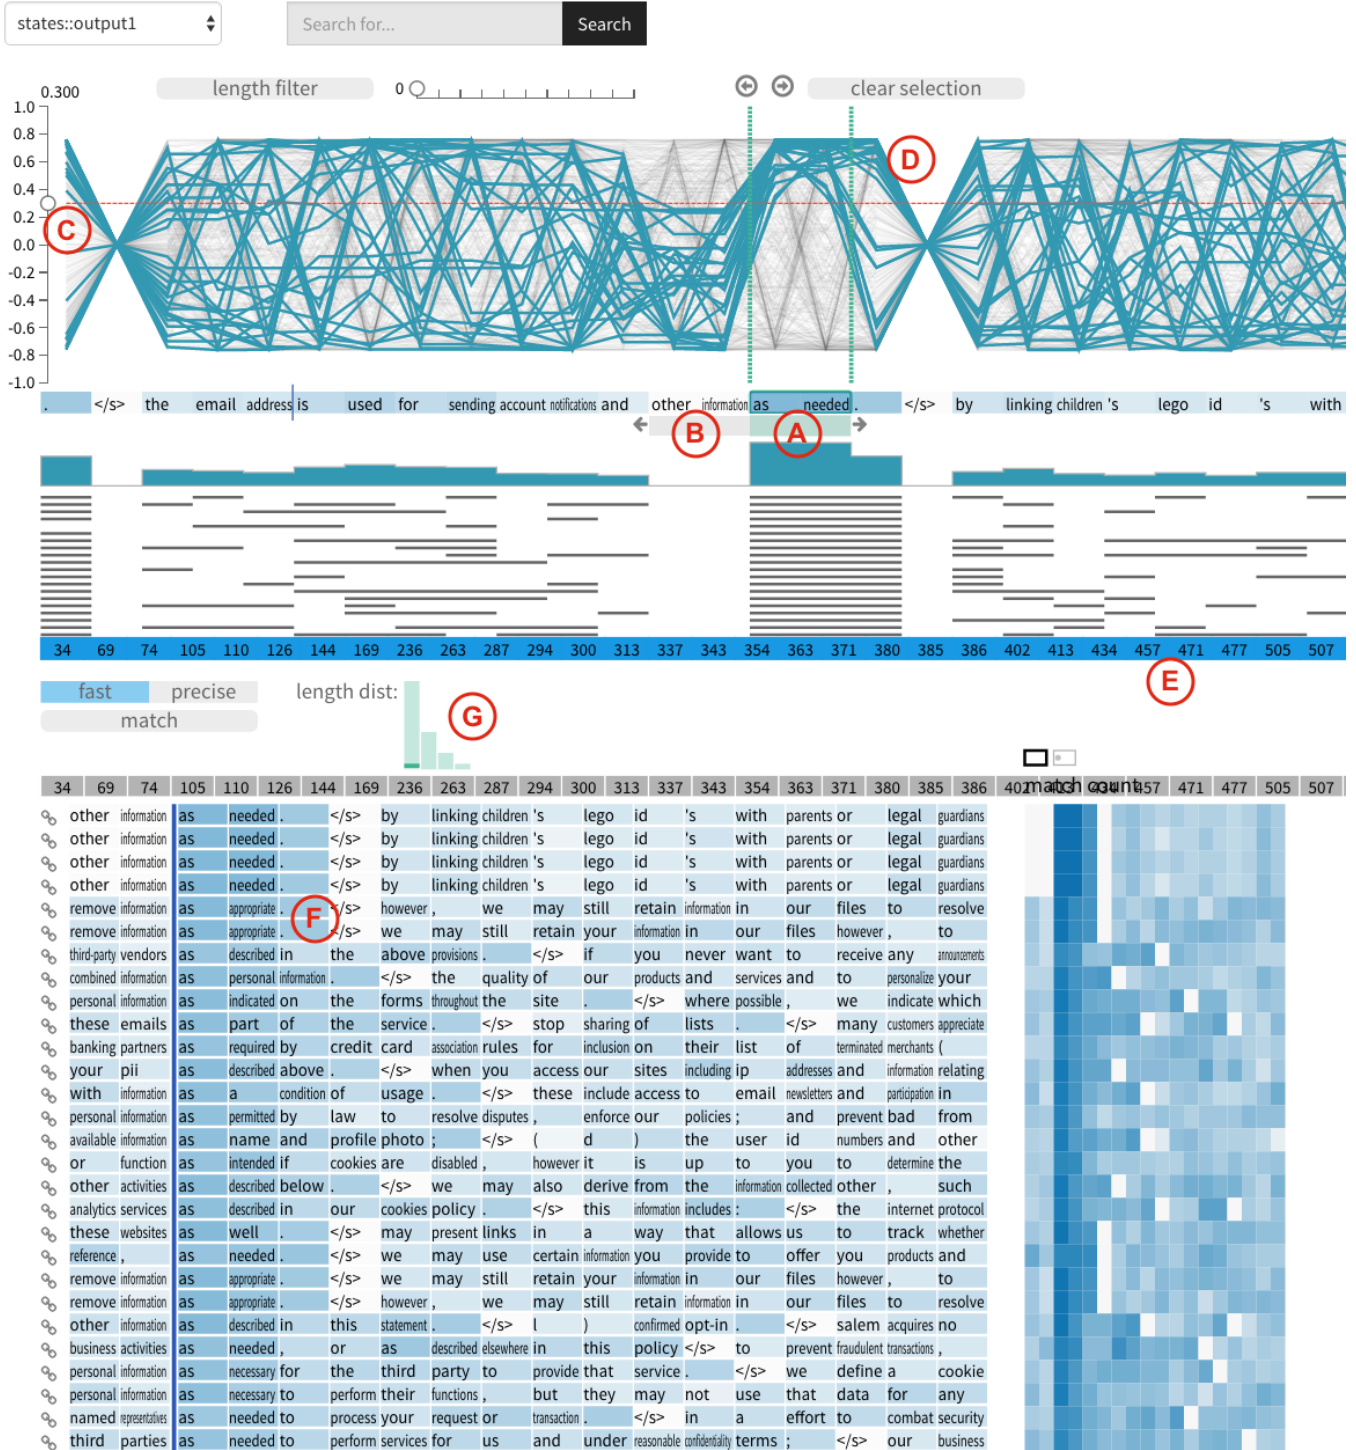 states::output1 Search for... Search
0.300 length filter 0 clear selection
1.0
0.8
D
0.6
0.4
0.2
C
0.0
-0.2
-0.4
-0.6
-0.8
-1.0
. </s> the email address is used for sending account notifications and other information as needed . </s> by linking children 's lego id 's with
B A
34 69 74 105 110 126 144 169 236 263 287 294 300 313 337 343 354 363 371 380 385 386 402 413 434 457 471 477 505 507
E
fast precise length dist:
G
match
34 69 74 105 110 126 144 169 236 263 287 294 300 313 337 343 354 363 371 380 385 386 402 413 434 457 471 477 505 507
match count
other information as needed . </s> by linking children 's lego id 's with parents or legal guardians
other information as needed . </s> by linking children 's lego id 's with parents or legal guardians
other information as needed . </s> by linking children 's lego id 's with parents or legal guardians
other information as needed . </s> by linking children 's lego id 's with parents or legal guardians
remove information as appropriate . </s> however , we may still retain information in our files to resolve
F
remove information as appropriate . </s> we may still retain your information in our files however , to
third-party vendors as described in the above provisions . </s> if you never want to receive any announcements
combined information as personal information . </s> the quality of our products and services and to personalize your
personal information as indicated on the forms throughout the site . </s> where possible , we indicate which
these emails as part of the service . </s> stop sharing of lists . </s> many customers appreciate
banking partners as required by credit card association rules for inclusion on their list of terminated merchants (
your pii as described above . </s> when you access our sites including ip addresses and information relating
with information as a condition of usage . </s> these include access to email newsletters and participation in
personal information as permitted by law to resolve disputes , enforce our policies ; and prevent bad from
available information as name and profile photo ; </s> ( d ) the user id numbers and other
or function as intended if cookies are disabled , however it is up to you to determine the
other activities as described below . </s> we may also derive from the information collected other , such
analytics services as described in our cookies policy . </s> this information includes : </s> the internet protocol
these websites as well . </s> may present links in a way that allows us to track whether
reference , as needed . </s> we may use certain information you provide to offer you products and
remove information as appropriate . </s> we may still retain your information in our files however , to
remove information as appropriate . </s> however , we may still retain information in our files to resolve
other information as described in this statement . </s> l ) confirmed opt-in . </s> salem acquires no
business activities as needed , or as described elsewhere in this policy </s> to prevent fraudulent transactions ,
personal information as necessary for the third party to provide that service . </s> we define a cookie
personal information as necessary to perform their functions , but they may not use that data for any
named representatives as needed to process your request or transaction . </s> in a effort to combat security
third parties as needed to perform services for us and under reasonable confidentiality terms ; </s> our business